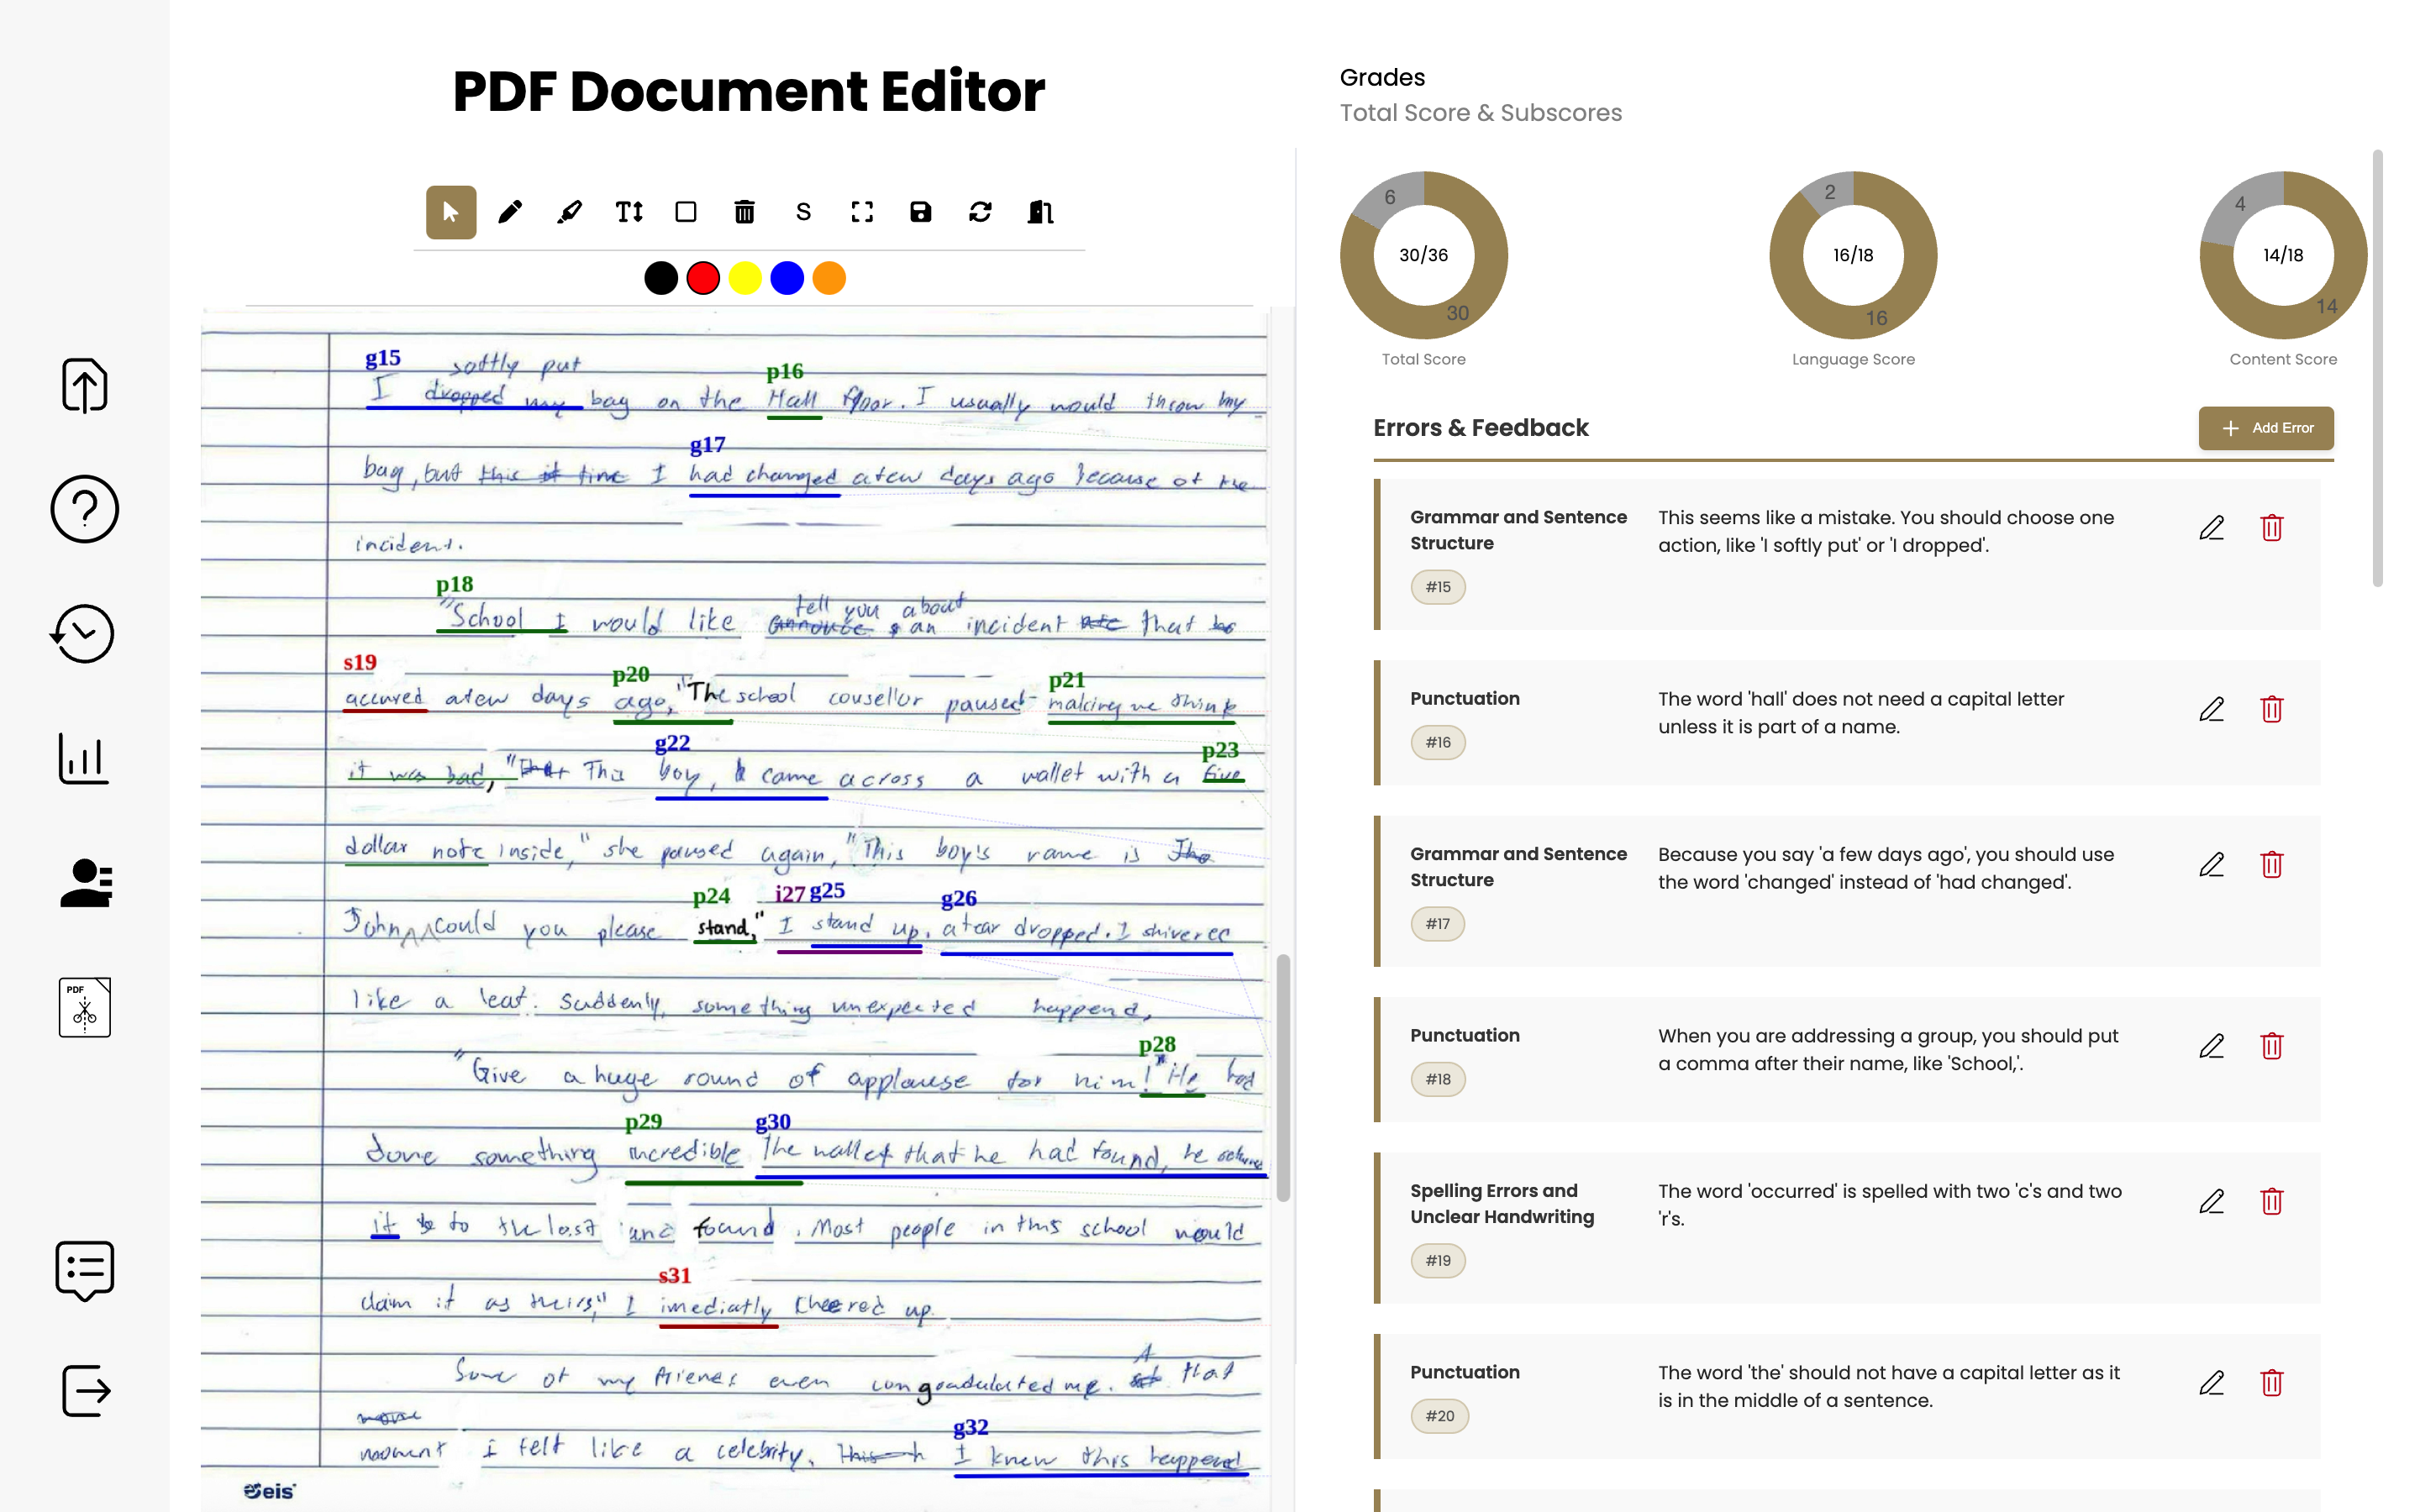 PDF Document Editor
S
g15
softly put
p16
I dropped my bag on the Hall floor. I usually would throw my
g17
bag, but this it time I had changed a few days ago because of the
incident.
p18
tell you about
"School I would like annouce an incident that
s19
p20
p21
accured a few days ago," The school cousellor paused - making me think
g22
p23
it was bad, "That This boy, came across a wallet with a five
dollar note inside," she paused again, "This boy's name is Jho
p24
i27
g25
g26
John could you please stand," I stand up. a tear dropped. I shivered
like a leaf. Suddenly, something unexpected happend,
p28
"Give a huge round of applause for him!" He had
p29
g30
done something incredible The wallet that he had found, he
it to the lost and found. Most people in this school would
s31
claim it as theirs," I imediatly cheered up.
A
Some of my friends even congradulated me. that
g32
moment I felt like a celebrity. I knew this happend
eis
Grades
Total Score & Subscores
6
30/36
30
Total Score
2
16/18
16
Language Score
4
14/18
14
Content Score
Errors & Feedback
+ Add Error
Grammar and Sentence
Structure
#15
This seems like a mistake. You should choose one
action, like 'I softly put' or 'I dropped'.
Punctuation
#16
The word 'hall' does not need a capital letter
unless it is part of a name.
Grammar and Sentence
Structure
#17
Because you say 'a few days ago', you should use
the word 'changed' instead of 'had changed'.
Punctuation
#18
When you are addressing a group, you should put
a comma after their name, like 'School,'.
Spelling Errors and
Unclear Handwriting
#19
The word 'occurred' is spelled with two 'c's and two
'r's.
Punctuation
#20
The word 'the' should not have a capital letter as it
is in the middle of a sentence.
PDF